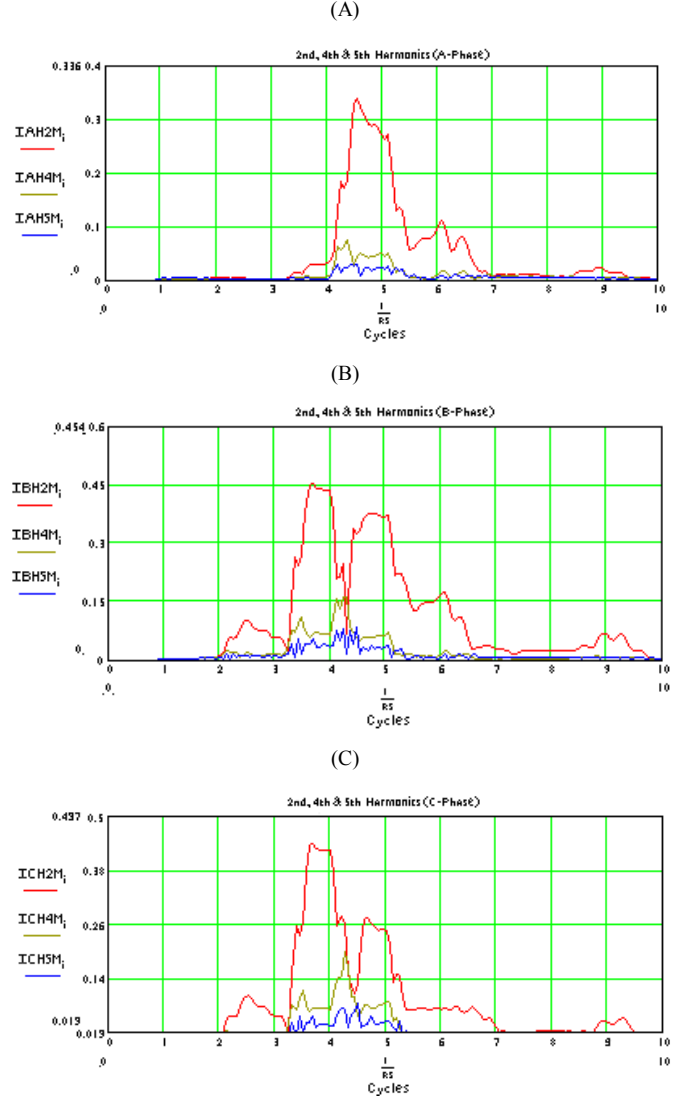 (A)
2nd, 4th & 5th Harmonics (A-Phase)
0.336 0.4
0.3
IAH2Mi
0.2
IAH4Mi
IAH5Mi
0.1
.0
0
0 1 2 3 4 5 6 7 8 9 10
.0 1/RS 10
Cycles
(B)
2nd, 4th & 5th Harmonics (B-Phase)
.454 0.6
0.45
IBH2Mi
0.3
IBH4Mi
0.15
IBH5Mi
0.
0
0 1 2 3 4 5 6 7 8 9 10
1/RS 10
Cycles
(C)
2nd, 4th & 5th Harmonics (C-Phase)
0.5
0.38
ICH2Mi
0.26
ICH4Mi
0.14
ICH5Mi
0.019
0.019
0 1 2 3 4 5 6 7 8 9 10
.0 1/RS 10
Cycles